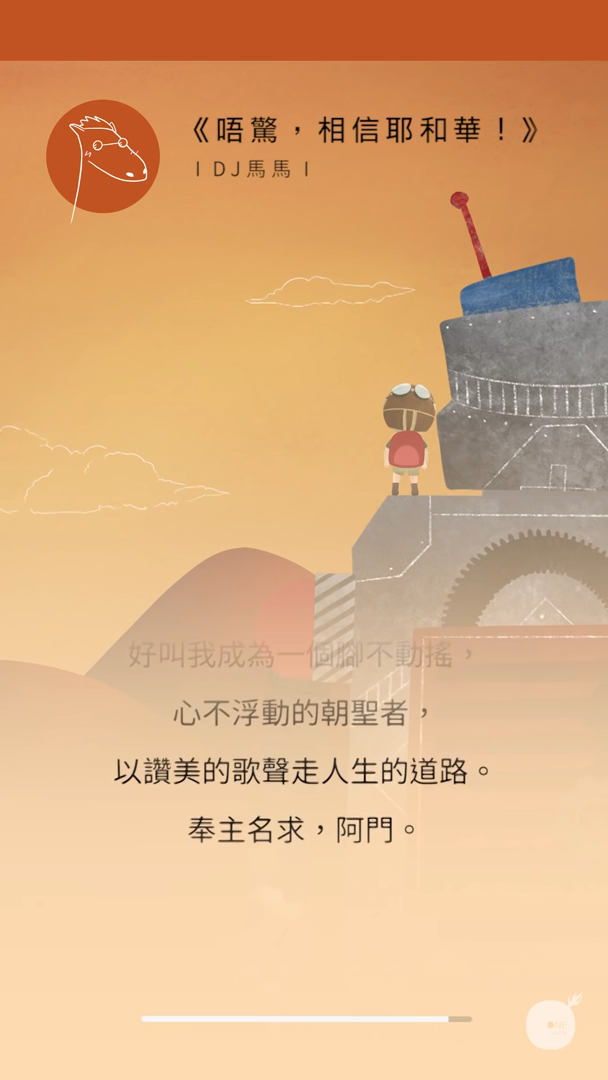 《唔驚，相信耶和華！》
| DJ馬馬 |
好叫我成為一個腳不動搖，
心不浮動的朝聖者，
以讚美的歌聲走人生的道路。
奉主名求，阿門。